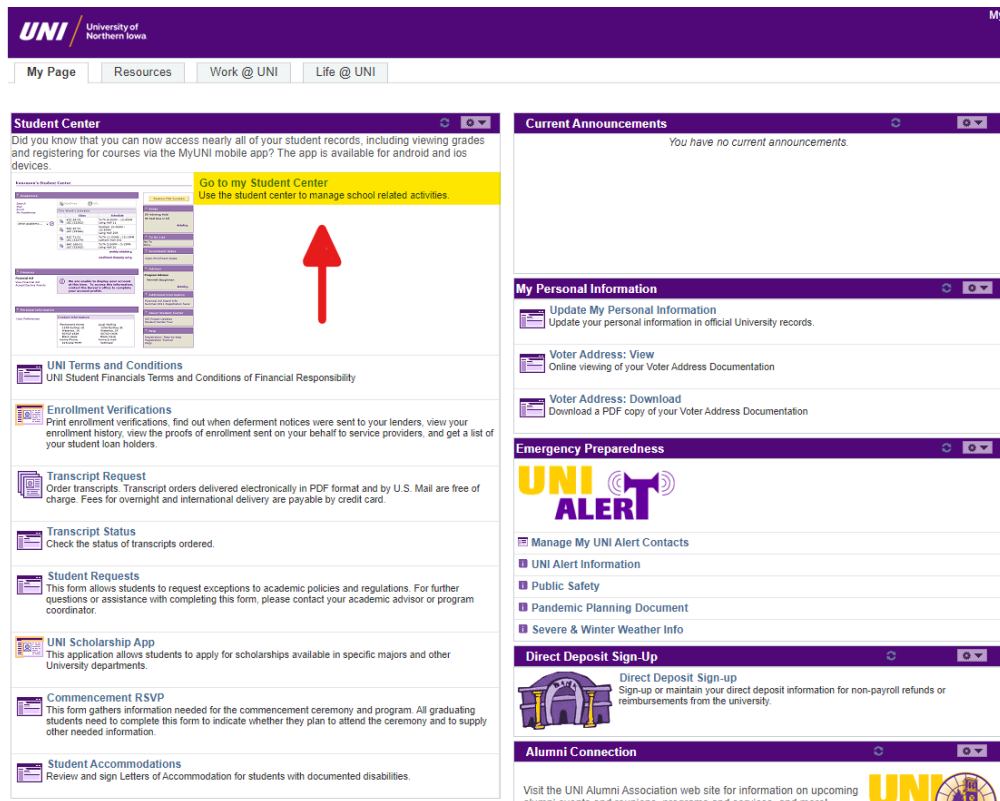 My
UNI
University of
Northern Iowa
My Page
Resources
Work @ UNI
Life @ UNI
Student Center
Did you know that you can now access nearly all of your student records, including viewing grades
and registering for courses via the MyUNI mobile app? The app is available for android and ios
devices.
Go to my Student Center
Use the student center to manage school related activities.
UNI Terms and Conditions
UNI Student Financials Terms and Conditions of Financial Responsibility
Enrollment Verifications
Print enrollment verifications, find out when deferment notices were sent to your lenders, view your
enrollment history, view the proofs of enrollment sent on your behalf to service providers, and get a list of
your student loan holders.
Transcript Request
Order transcripts. Transcript orders delivered electronically in PDF format and by U.S. Mail are free of
charge. Fees for overnight and international delivery are payable by credit card.
Transcript Status
Check the status of transcripts ordered.
Student Requests
This form allows students to request exceptions to academic policies and regulations. For further
questions or assistance with completing this form, please contact your academic advisor or program
coordinator.
UNI Scholarship App
This application allows students to apply for scholarships available in specific majors and other
University departments.
Commencement RSVP
This form gathers information needed for the commencement ceremony and program. All graduating
students need to complete this form to indicate whether they plan to attend the ceremony and to supply
other needed information.
Student Accommodations
Review and sign Letters of Accommodation for students with documented disabilities.
Current Announcements
You have no current announcements.
My Personal Information
Update My Personal Information
Update your personal information in official University records.
Voter Address: View
Online viewing of your Voter Address Documentation
Voter Address: Download
Download a PDF copy of your Voter Address Documentation
Emergency Preparedness
UNI
ALERT
Manage My UNI Alert Contacts
UNI Alert Information
Public Safety
Pandemic Planning Document
Severe & Winter Weather Info
Direct Deposit Sign-Up
BANK
Direct Deposit Sign-up
Sign-up or maintain your direct deposit information for non-payroll refunds or
reimbursements from the university.
Alumni Connection
Visit the UNI Alumni Association web site for information on upcoming
alumni events and reunions, programs and services, and more!
UNI